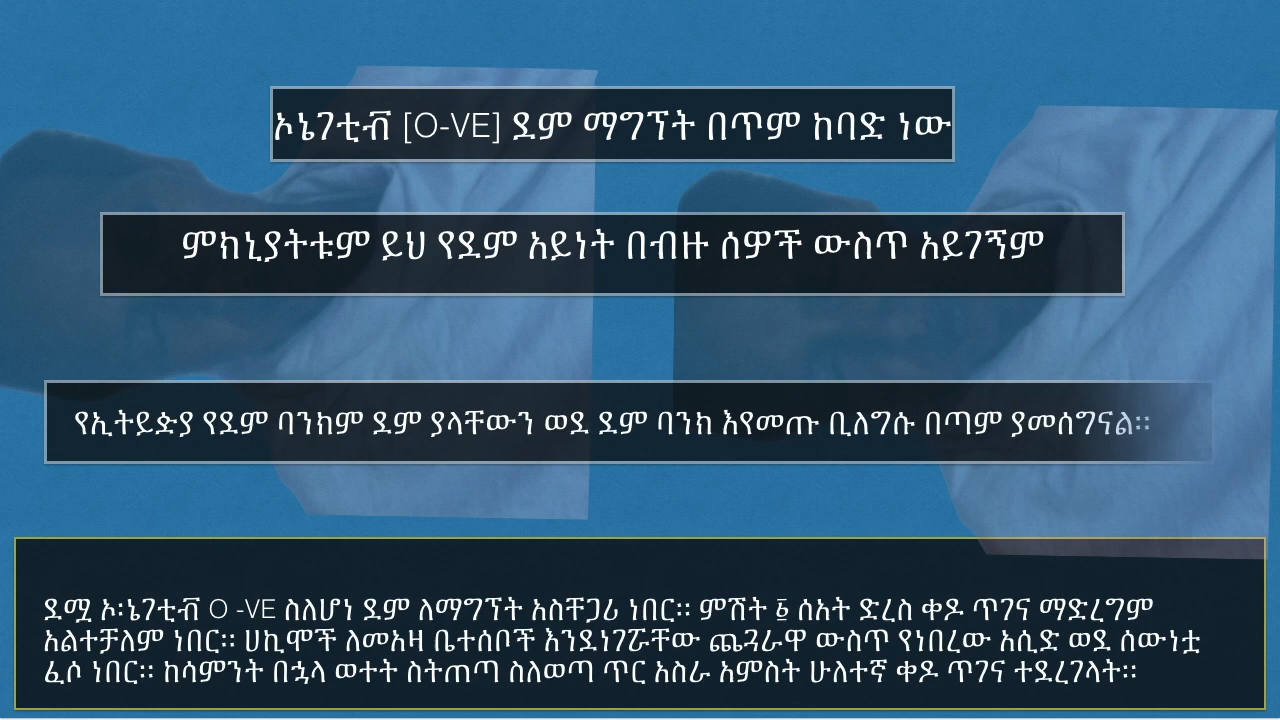 ኦኔገቲቭ [O-VE] ደም ማግኘት በጥም ከባድ ነው
ምክኒያትቱም ይህ የደም አይነት በብዙ ሰዎች ውስጥ አይገኝም
የኢትይጵያ የደም ባንክም ደም ያላቸውን ወደ ደም ባንክ እየመጡ ቢለግሱ በጣም ያመሰግናል።
ደሟ ኦ፡ኔገቲቭ O -VE ስለሆነ ደም ለማግኘት አስቸጋሪ ነበር። ምሽት ፩ ሰአት ድረስ ቀዶ ጥገና ማድረግም
አልተቻለም ነበር። ሀኪሞች ለመአዛ ቤተሰቦች እንደነገሯቸው ጨጓራዋ ውስጥ የነበረው አሲድ ወደ ሰውነቷ
ፈሶ ነበር። ከሳምንት በኋላ ወተት ስትጠጣ ስለወጣ ጥር አስራ አምስት ሁለተኛ ቀዶ ጥገና ተደረገላት።